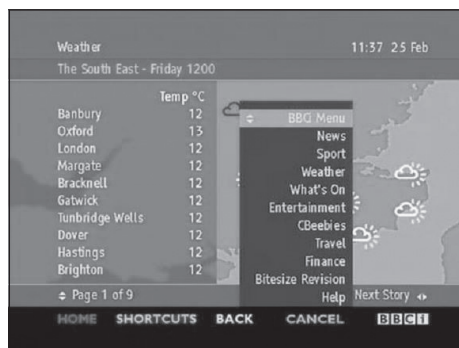 Weather 11:37 25 Feb
The South East - Friday 1200
Temp °C
Banbury 12
Oxford 13
London 12
Margate 12
Bracknell 12
Gatwick 12
Tunbridge Wells 12
Dover 12
Hastings 12
Brighton 12
BBCi Menu
News
Sport
Weather
What's On
Entertainment
CBeebies
Travel
Finance
Bitesize Revision
Help
Page 1 of 9 Next Story
HOME SHORTCUTS BACK CANCEL BBCi